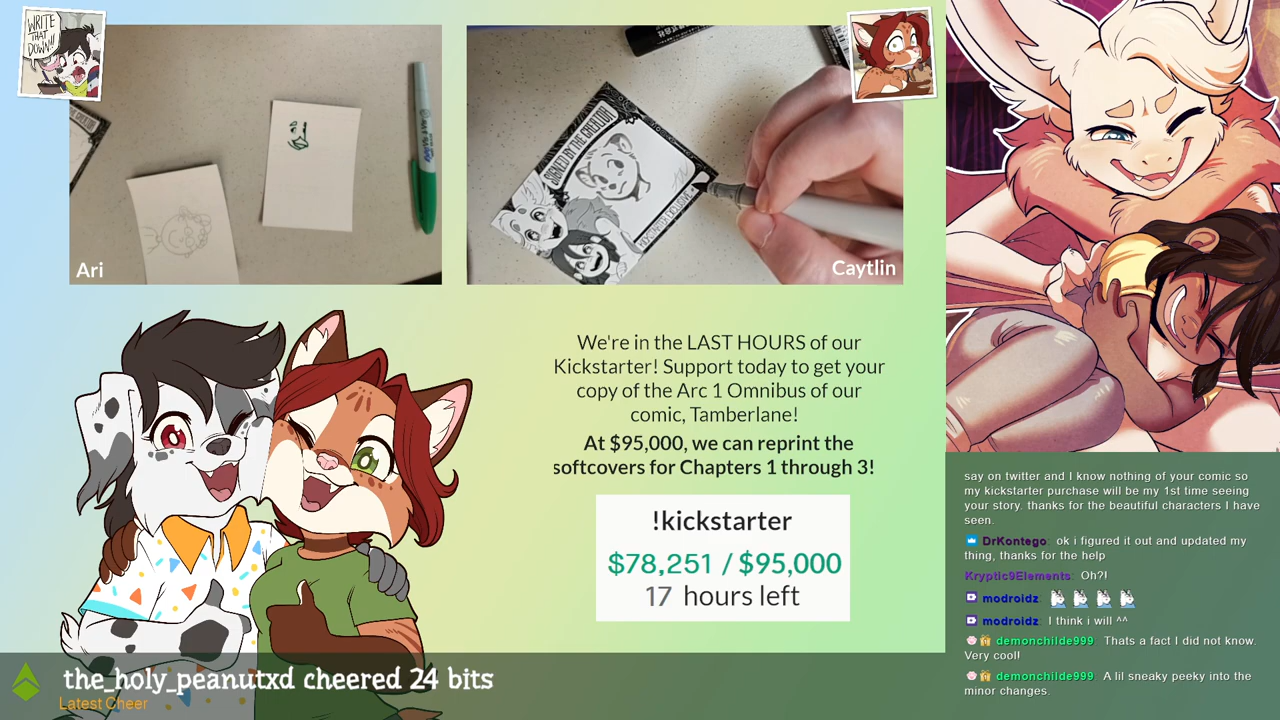 WRITE
THAT
DOWN!!!
Ari
SIGNED BY THE CREATOR!
KICKSTARTER EXCLUSIVE
Caytlin
We're in the LAST HOURS of our
Kickstarter! Support today to get your
copy of the Arc 1 Omnibus of our
comic, Tamberlane!
At $95,000, we can reprint the
softcovers for Chapters 1 through 3!
!kickstarter
$78,251 / $95,000
17 hours left
the_holy_peanutxd cheered 24 bits
Latest Cheer
say on twitter and I know nothing of your comic so
my kickstarter purchase will be my 1st time seeing
your story. thanks for the beautiful characters I have
seen.
DrKontego: ok i figured it out and updated my
thing, thanks for the help
Kryptic9Elements: Oh?!
modroidz:
modroidz: I think i will ^^
demonchilde999: Thats a fact I did not know.
Very cool!
demonchilde999: A lil sneaky peeky into the
minor changes.